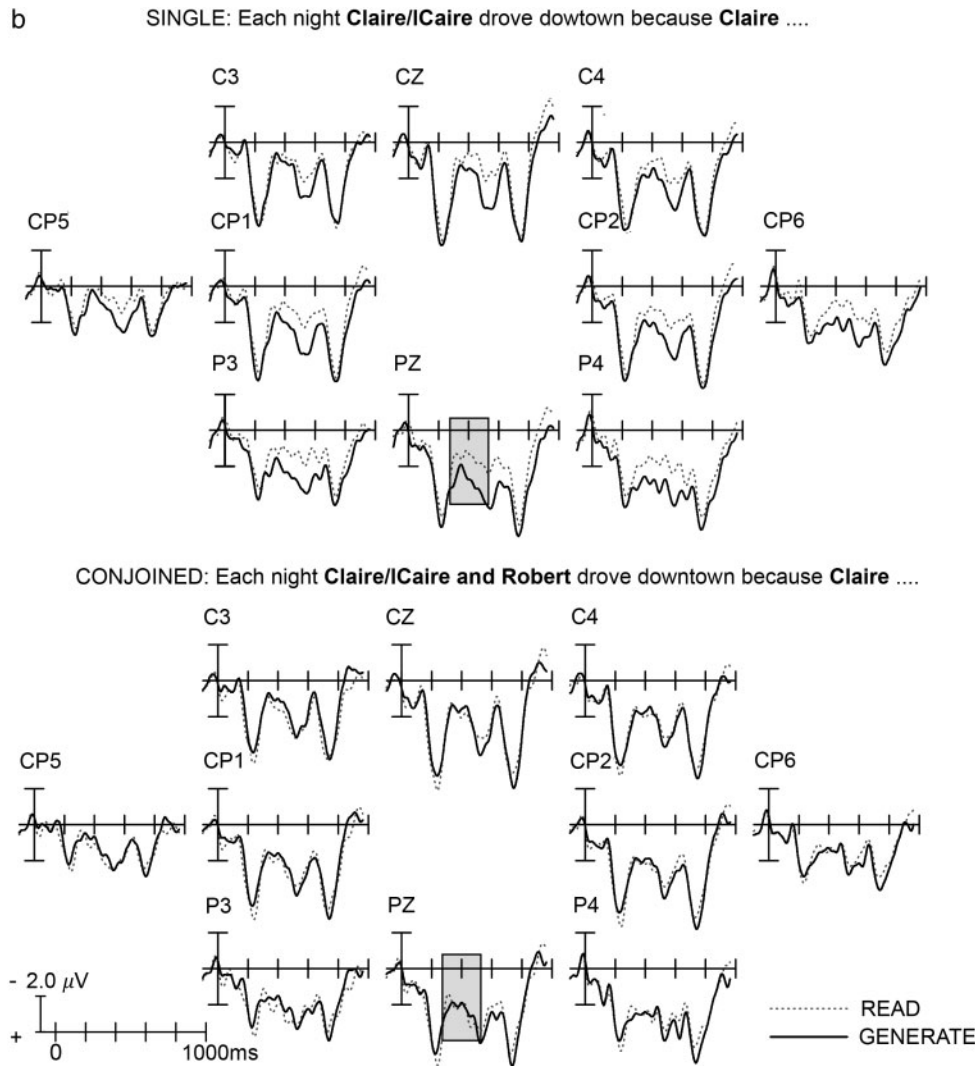 b
SINGLE: Each night Claire/lCaire drove dowtown because Claire ....
C3 CZ C4
CP5 CP1 CP2 CP6
P3 PZ P4
CONJOINED: Each night Claire/lCaire and Robert drove downtown because Claire ....
C3 CZ C4
CP5 CP1 CP2 CP6
P3 PZ P4
- 2.0 μV
+
0 1000ms
READ
GENERATE